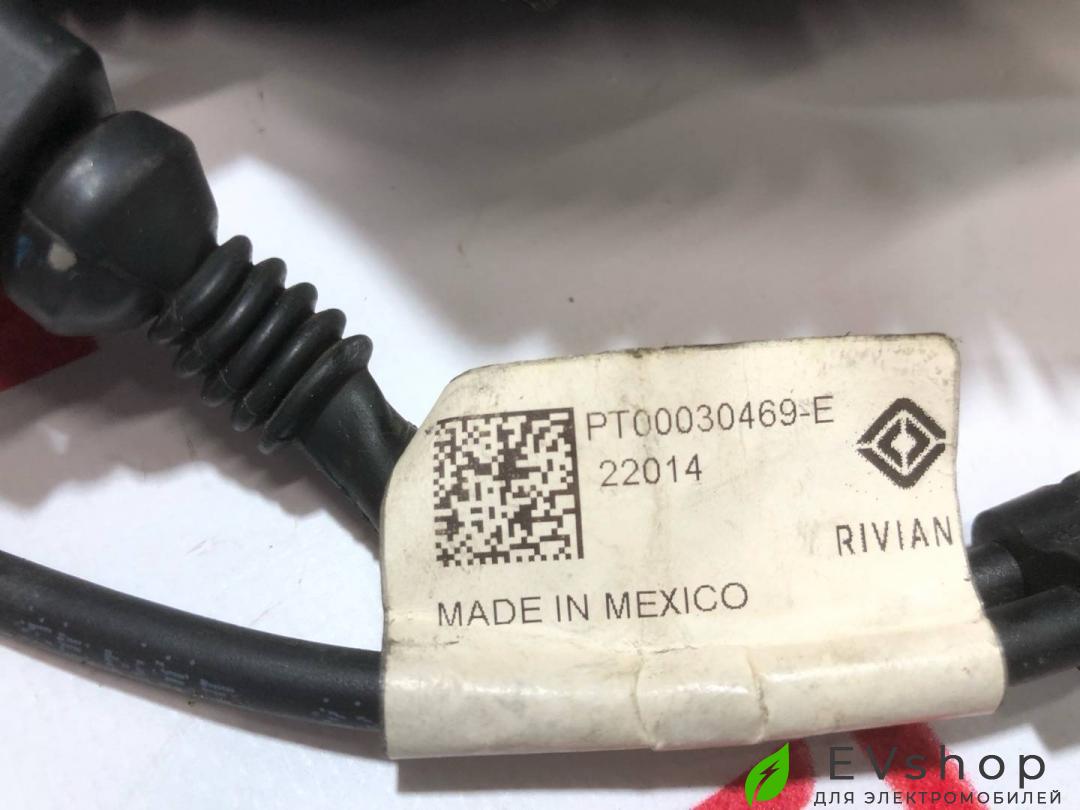 PT00030469-E
22014
RIVIAN
MADE IN MEXICO
EVshop
ДЛЯ ЭЛЕКТРОМОБИЛЕЙ